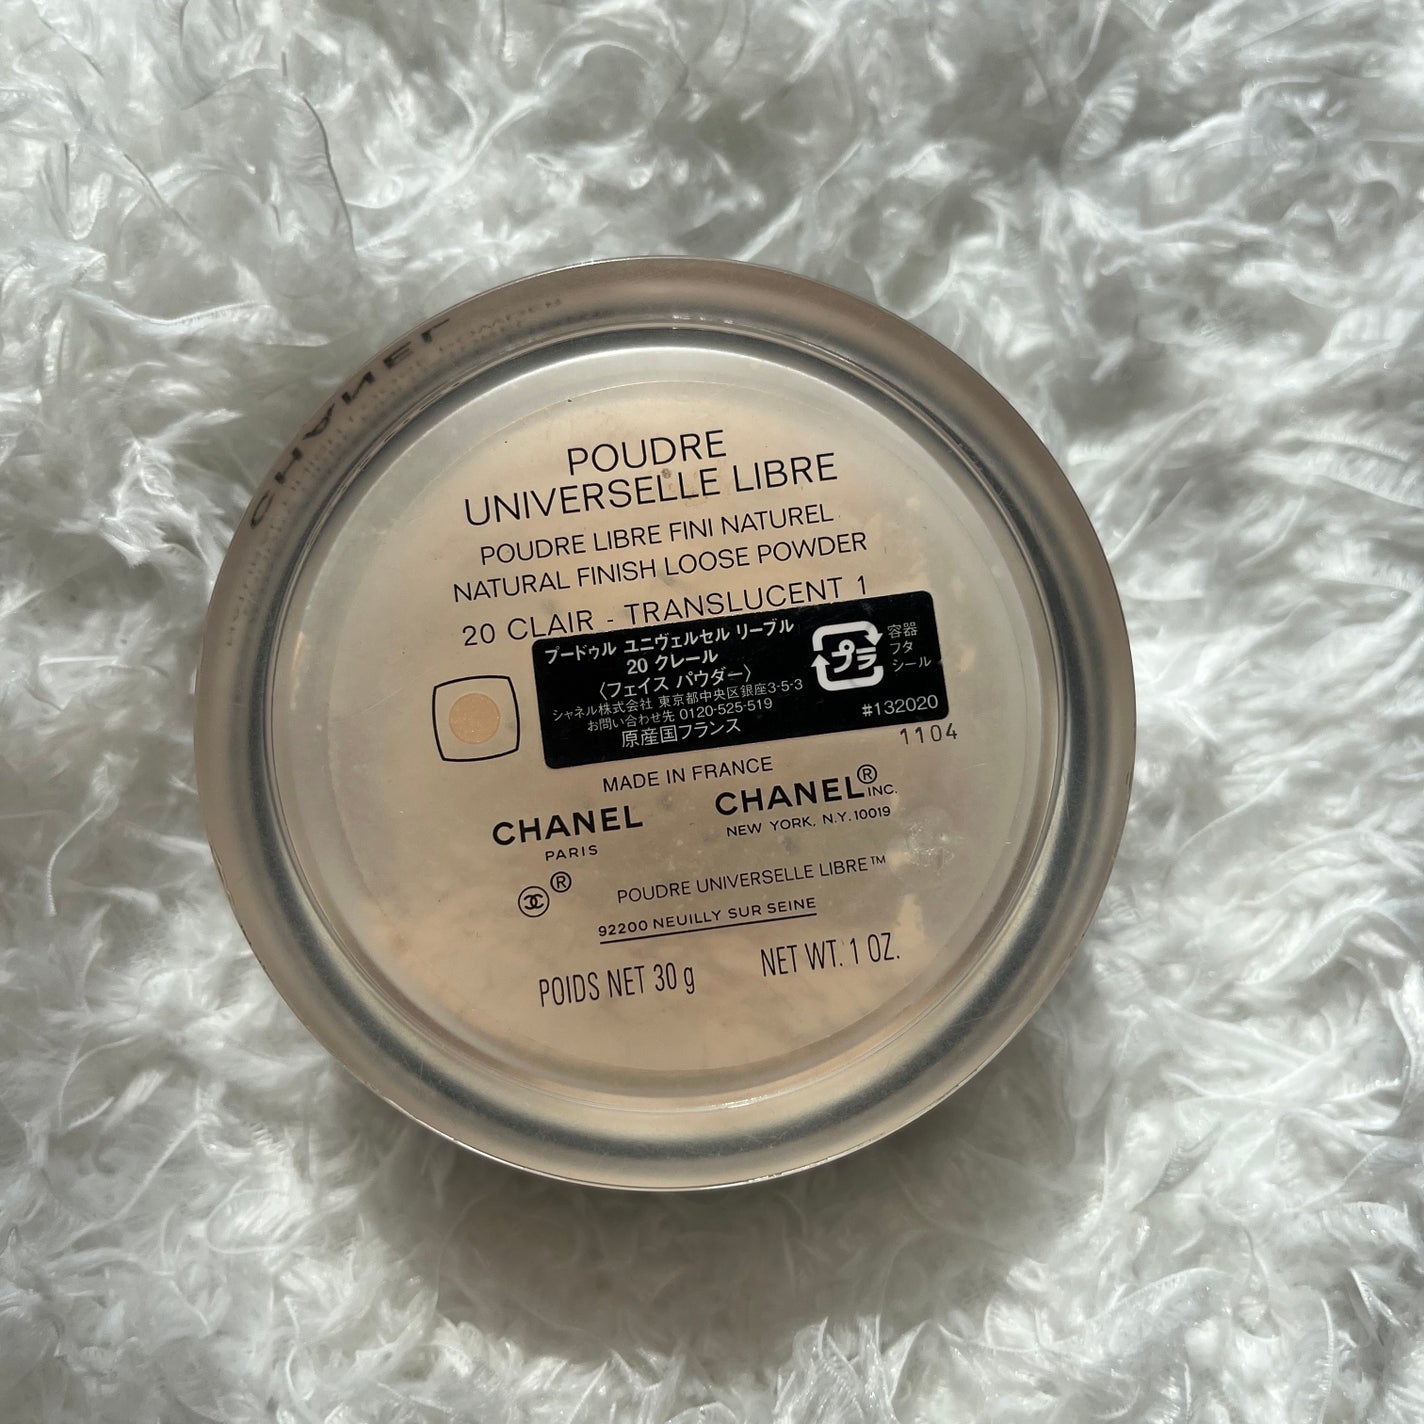 CHANEL
POUDRE
UNIVERSELLE LIBRE
POUDRE LIBRE FINI NATUREL
NATURAL FINISH LOOSE POWDER
20 CLAIR - TRANSLUCENT 1
プードゥル ユニヴェルセル リーブル
20 クレール
〈フェイス パウダー〉
シャネル株式会社 東京都中央区銀座3-5-3
お問い合わせ先 0120-525-519
原産国フランス
プラ
容器
フタ
シール
#132020
1104
MADE IN FRANCE
CHANEL
PARIS
CHANEL® INC.
NEW YORK, N.Y. 10019
®
POUDRE UNIVERSELLE LIBRE™
92200 NEUILLY SUR SEINE
POIDS NET 30 g
NET WT. 1 OZ.